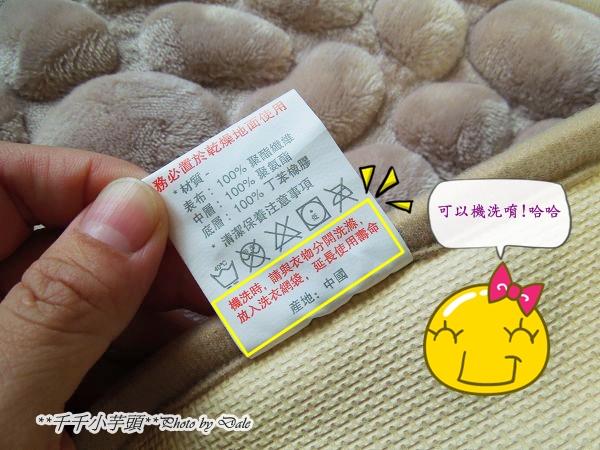 務必置於乾燥地面使用
*材質：
表布：100% 聚酯纖維
中層：100% 聚氨酯
底層：100% 丁苯橡膠
*清潔保養注意事項
40℃
機洗時，請與衣物分開洗滌，
放入洗衣網袋，延長使用壽命
產地：中國
可以機洗唷!哈哈
**千千小芋頭**Photo by Dale